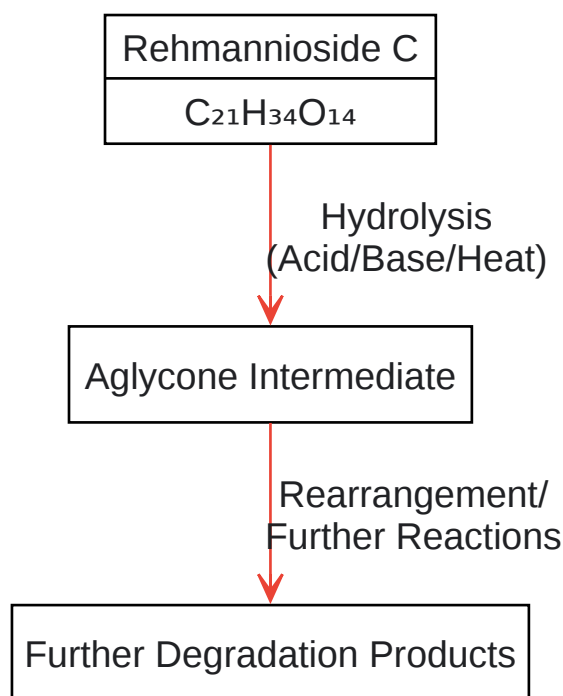 Rehmannioside C
C₂₁H₃₄O₁₄
Hydrolysis
(Acid/Base/Heat)
Aglycone Intermediate
Rearrangement/
Further Reactions
Further Degradation Products